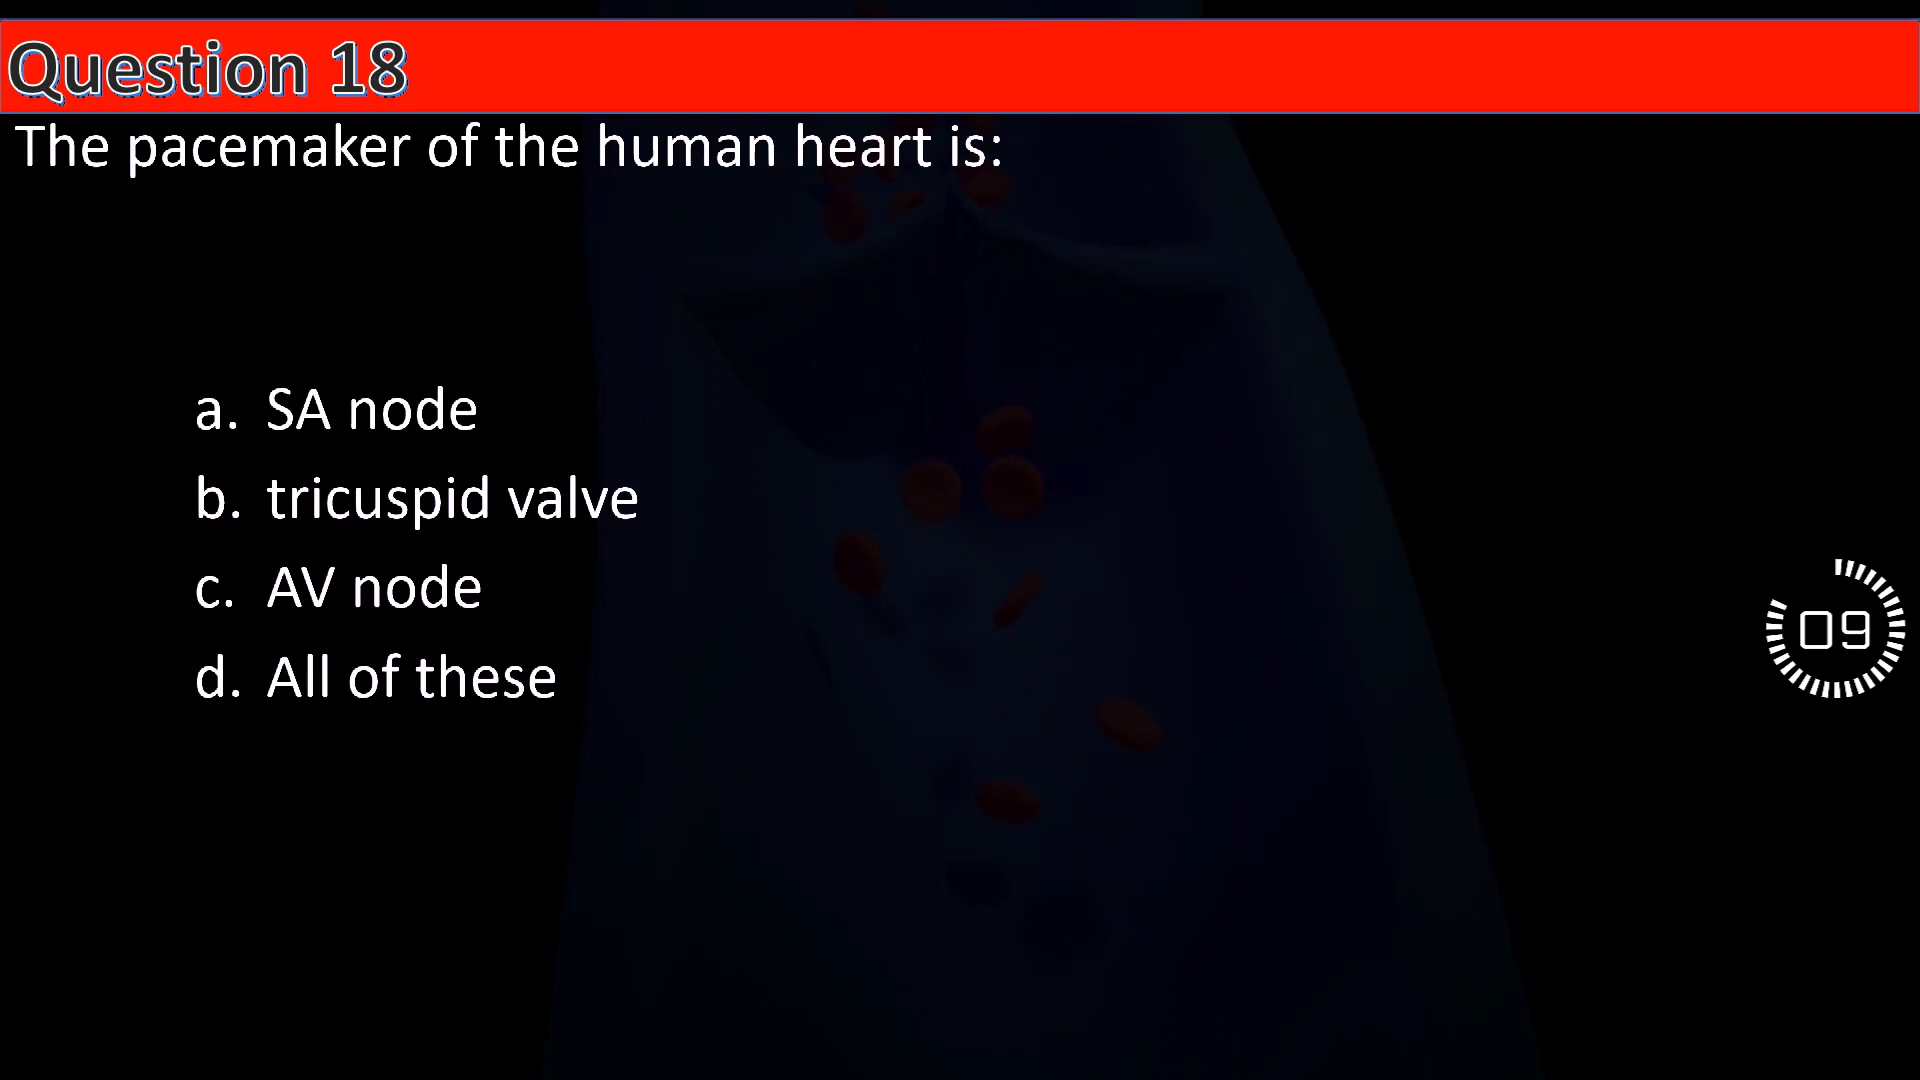 Question 18
The pacemaker of the human heart is:
a. SA node
b. tricuspid valve
c. AV node
d. All of these
09